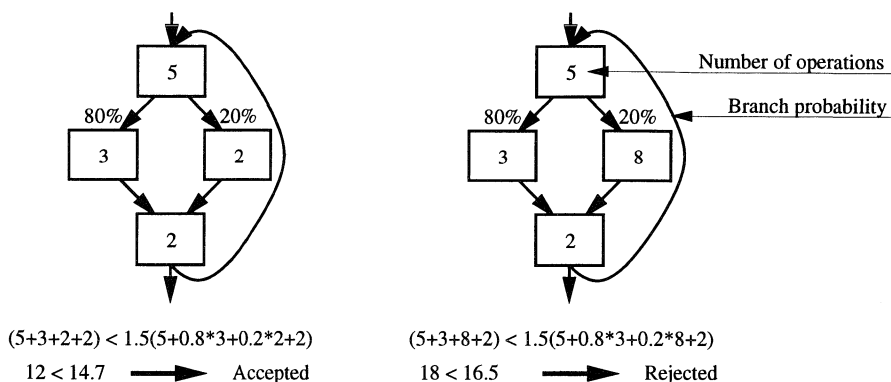 5
80%
20%
3
2
2
(5+3+2+2) < 1.5(5+0.8*3+0.2*2+2)
12 < 14.7 Accepted
5
Number of operations
Branch probability
80%
20%
3
8
2
(5+3+8+2) < 1.5(5+0.8*3+0.2*8+2)
18 < 16.5 Rejected